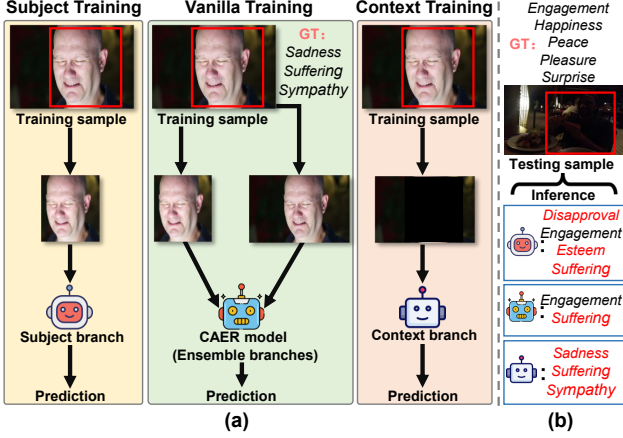 Subject Training
Vanilla Training
Context Training
GT:
Sadness
Suffering
Sympathy
Training sample
Training sample
Training sample
Subject branch
CAER model
(Ensemble branches)
Context branch
Prediction
Prediction
Prediction
(a)
Engagement
Happiness
GT: Peace
Pleasure
Surprise
Testing sample
Inference
Disapproval
: Engagement
Esteem
Suffering
: Engagement
Suffering
Sadness
: Suffering
Sympathy
(b)